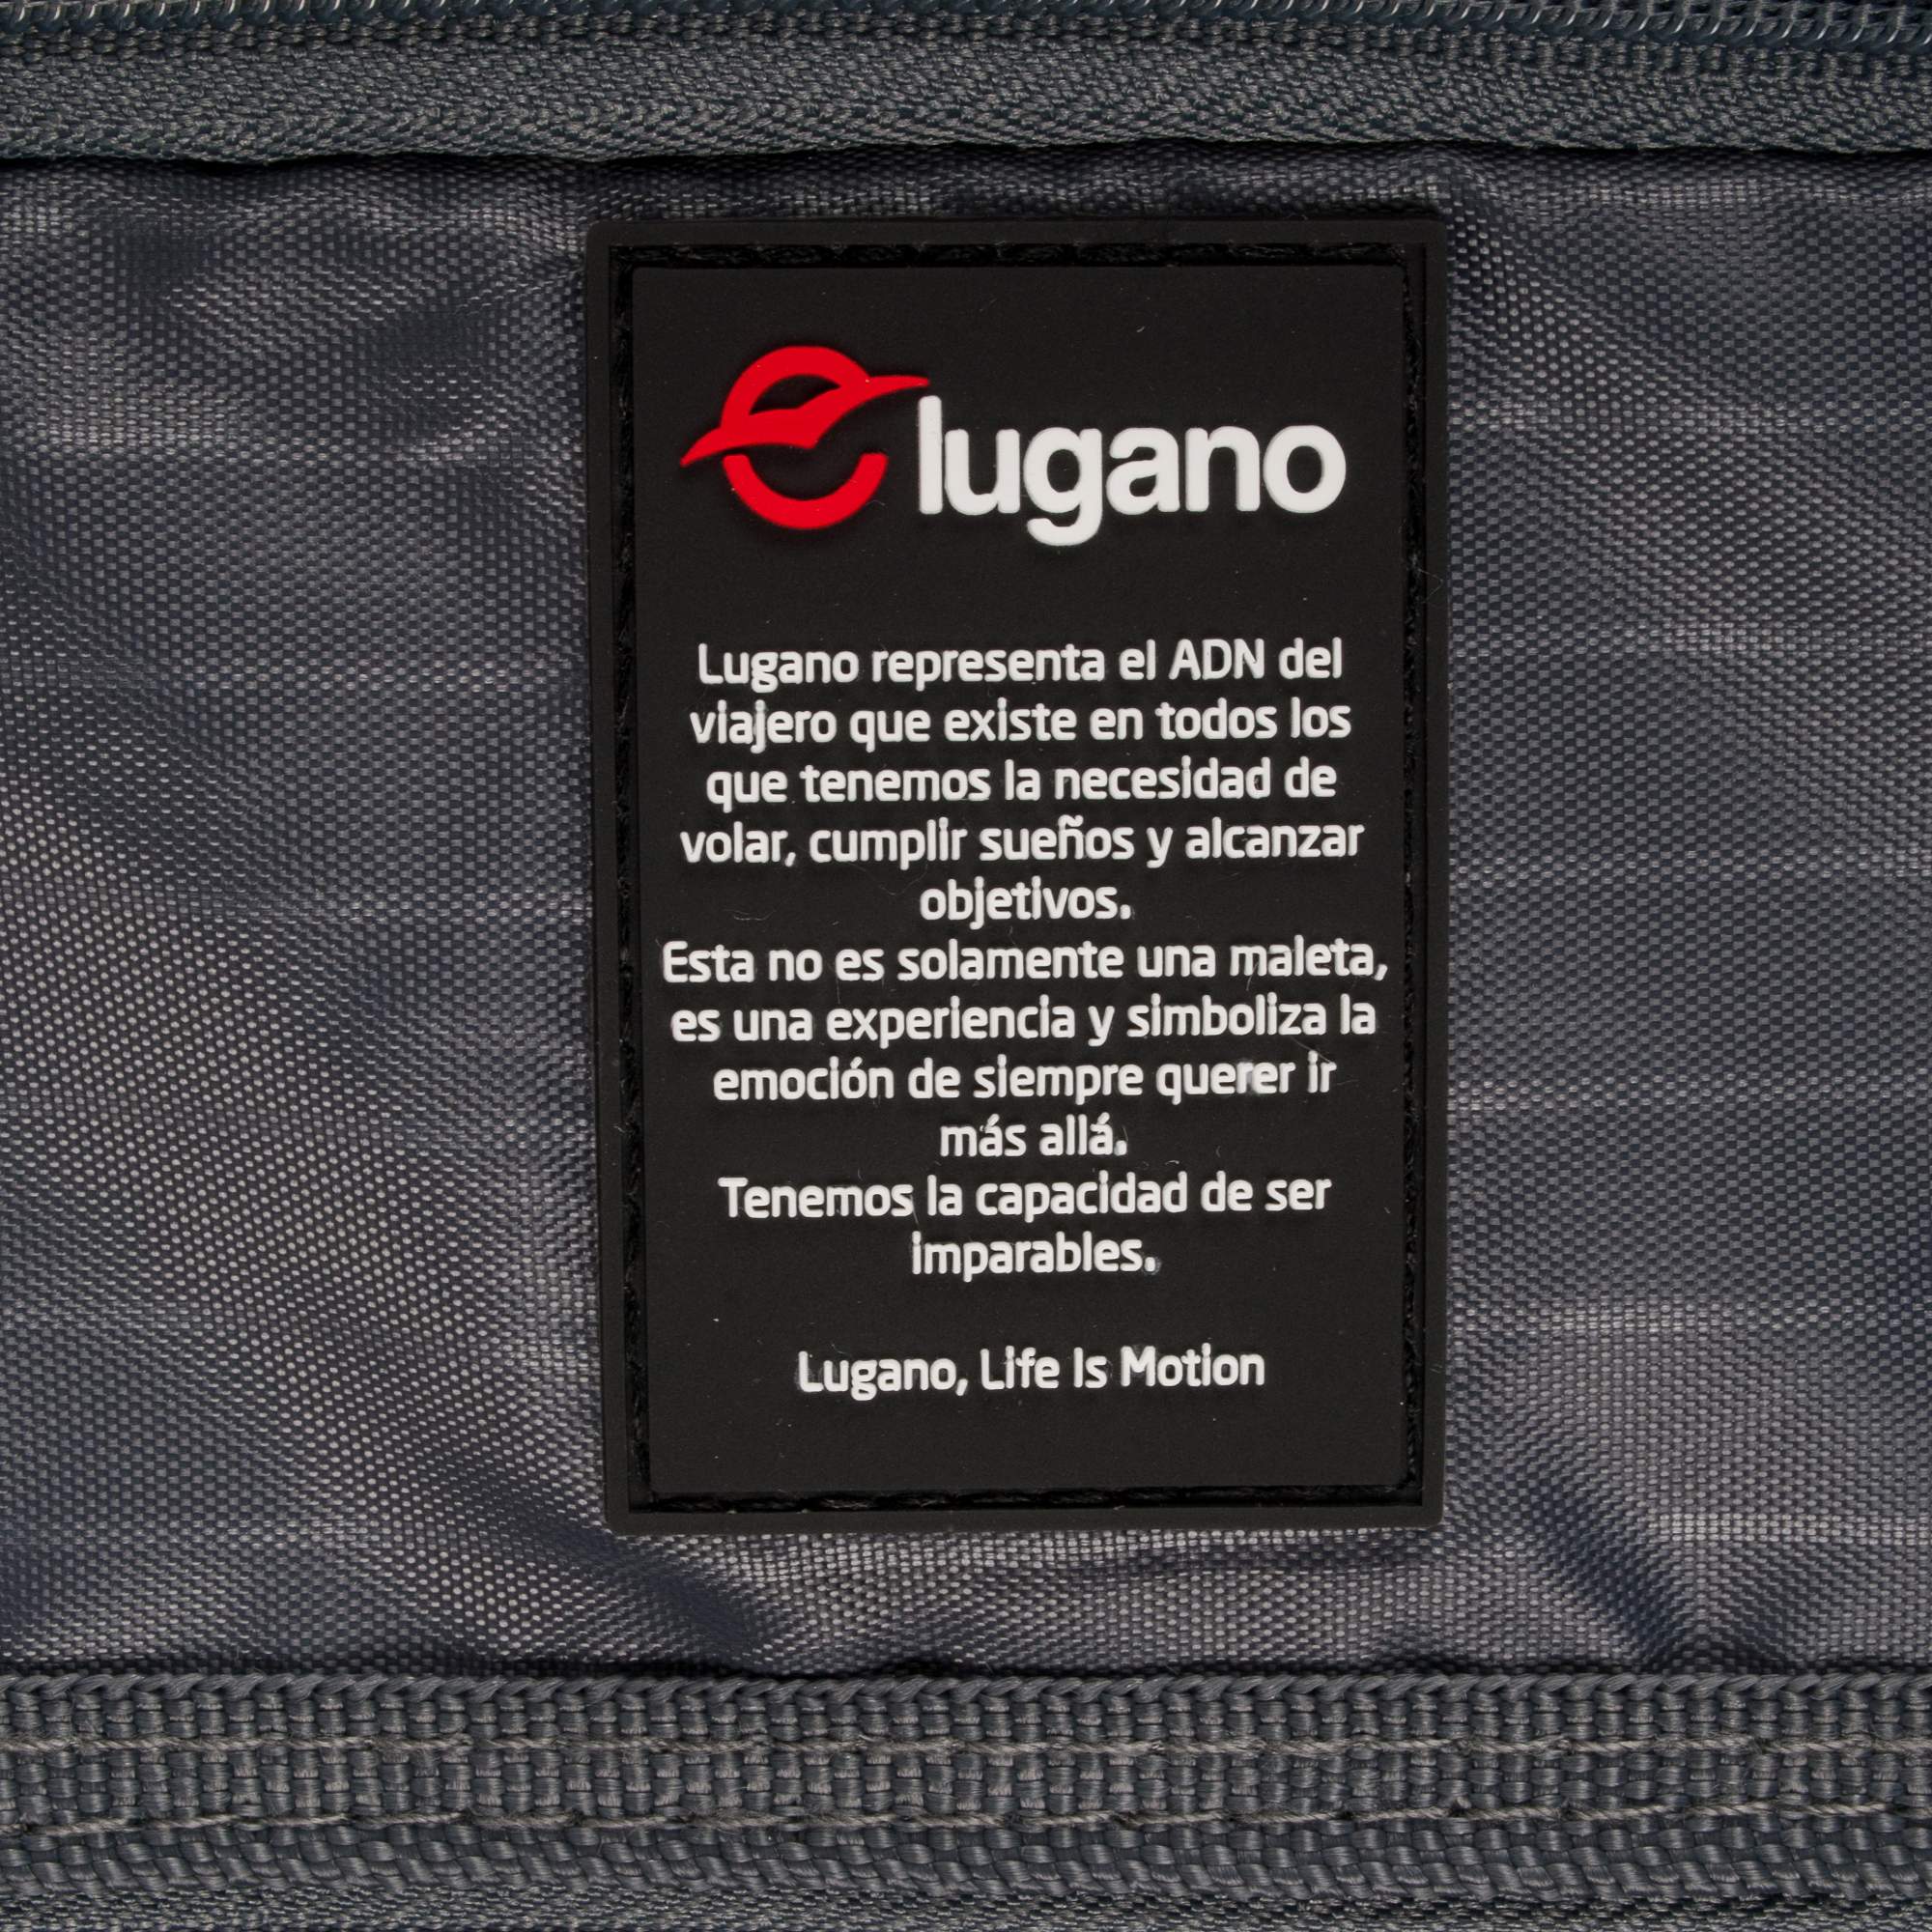 lugano
Lugano representa el ADN del
viajero que existe en todos los
que tenemos la necesidad de
volar, cumplir sueños y alcanzar
objetivos.
Esta no es solamente una maleta,
es una experiencia y simboliza la
emoción de siempre querer ir
más allá.
Tenemos la capacidad de ser
imparables.
Lugano, Life Is Motion